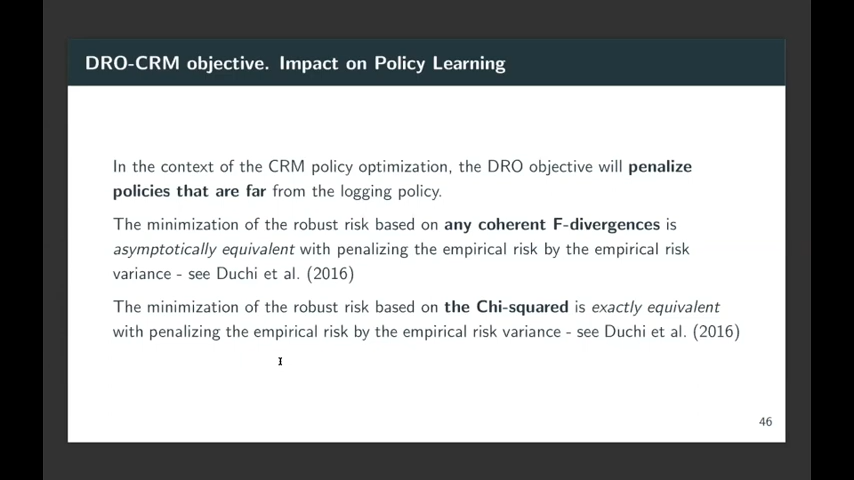 DRO-CRM objective. Impact on Policy Learning
In the context of the CRM policy optimization, the DRO objective will penalize
policies that are far from the logging policy.
The minimization of the robust risk based on any coherent F-divergences is
asymptotically equivalent with penalizing the empirical risk by the empirical risk
variance - see Duchi et al. (2016)
The minimization of the robust risk based on the Chi-squared is exactly equivalent
with penalizing the empirical risk by the empirical risk variance - see Duchi et al. (2016)
46